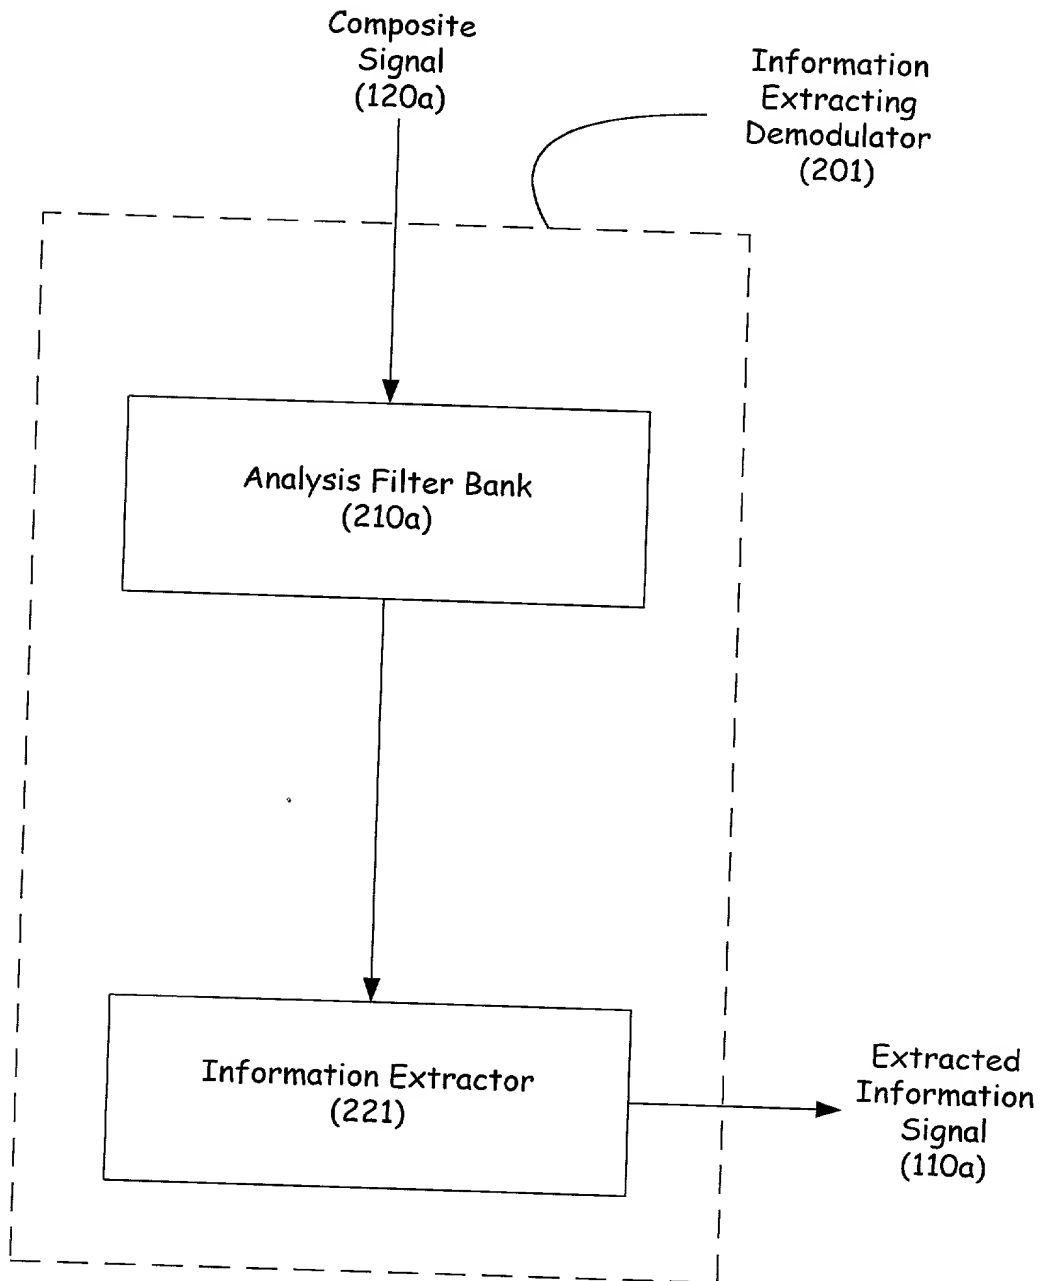 Composite
Signal
(120a)
Information
Extracting
Demodulator
(201)
Analysis Filter Bank
(210a)
Information Extractor
(221)
Extracted
Information
Signal
(110a)